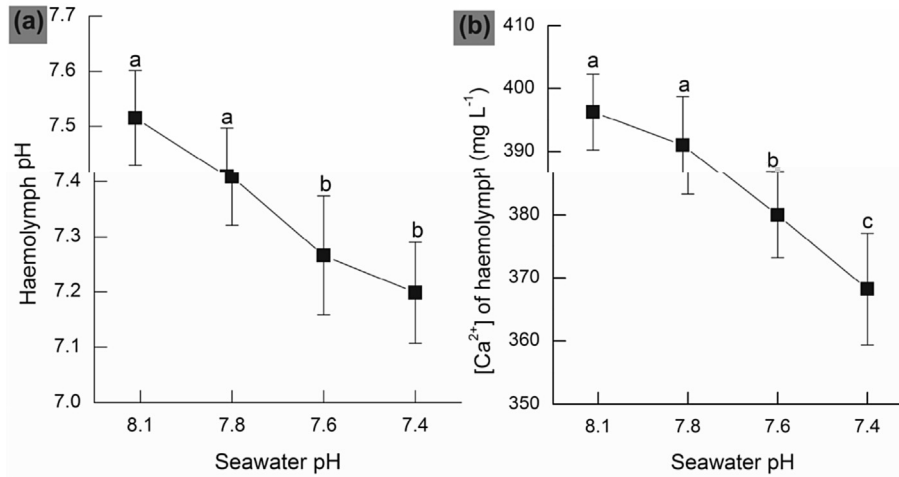 (a)
7.7
7.6
7.5
7.4
7.3
7.2
7.1
7.0
Haemolymph pH
a
a
b
b
8.1 7.8 7.6 7.4
Seawater pH
(b)
410
400
390
380
370
360
350
[Ca²⁺] of haemolymph (mg L⁻¹)
a
a
b
c
8.1 7.8 7.6 7.4
Seawater pH